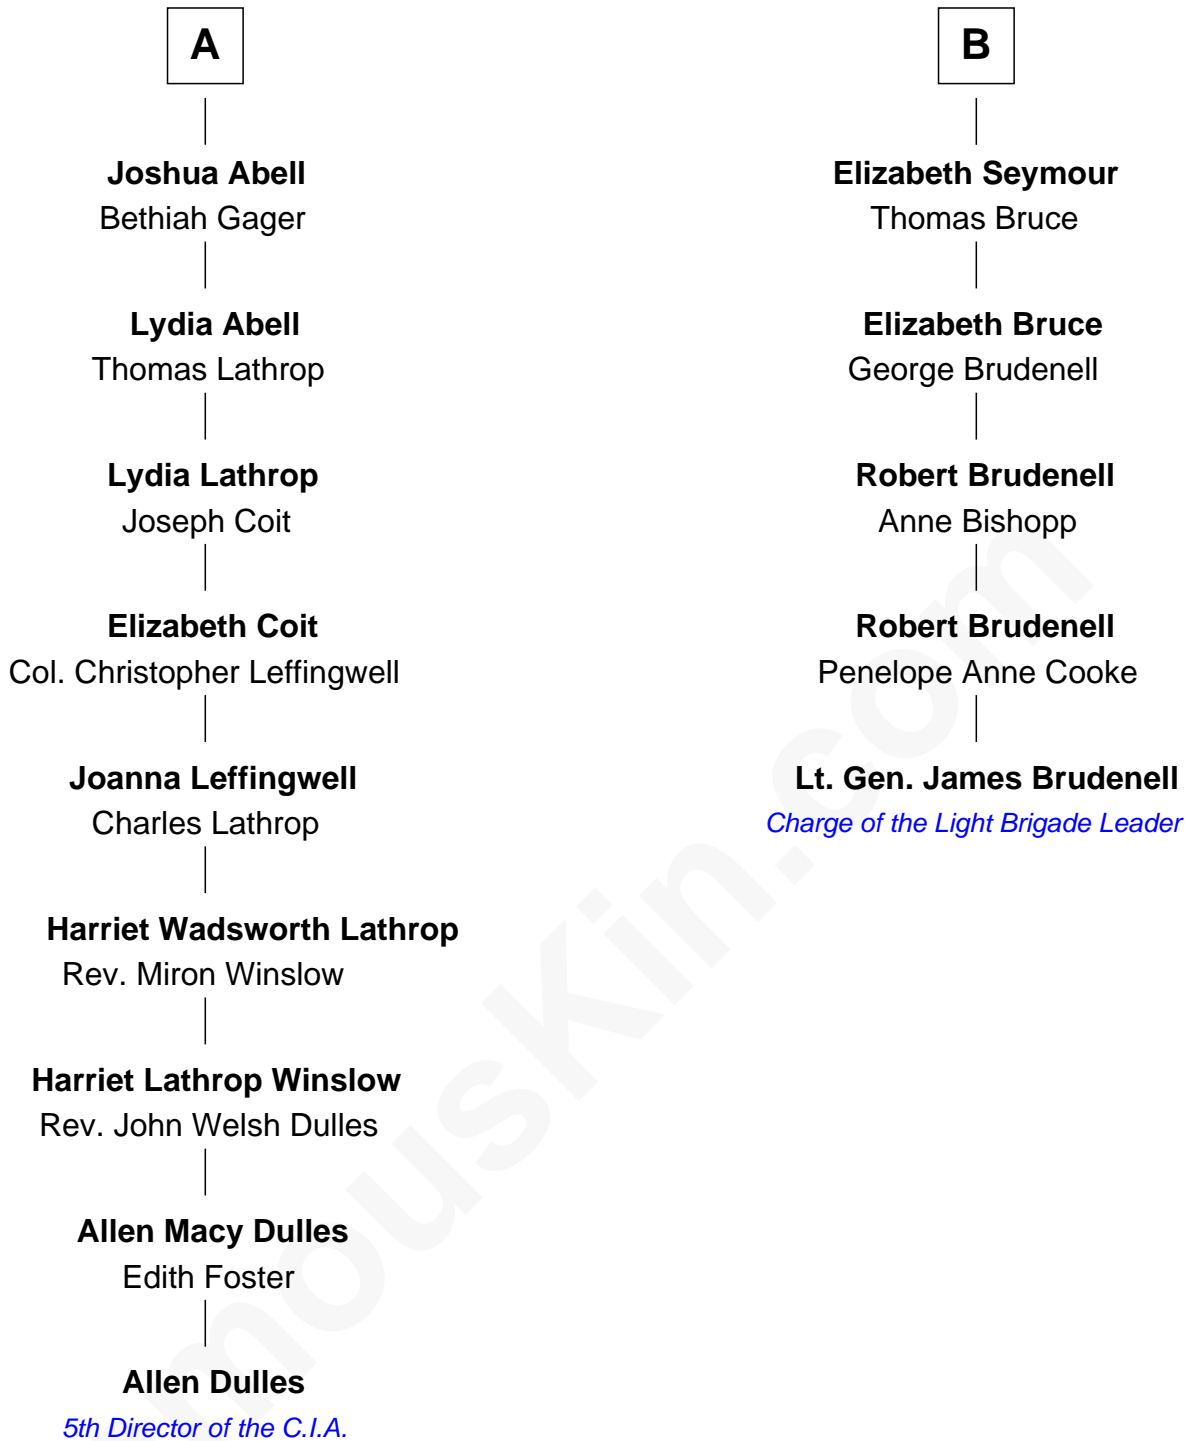 A
Joshua Abell
Bethiah Gager
Lydia Abell
Thomas Lathrop
Lydia Lathrop
Joseph Coit
Elizabeth Coit
Col. Christopher Leffingwell
Joanna Leffingwell
Charles Lathrop
Harriet Wadsworth Lathrop
Rev. Miron Winslow
Harriet Lathrop Winslow
Rev. John Welsh Dulles
Allen Macy Dulles
Edith Foster
Allen Dulles
5th Director of the C.I.A.
B
Elizabeth Seymour
Thomas Bruce
Elizabeth Bruce
George Brudenell
Robert Brudenell
Anne Bishopp
Robert Brudenell
Penelope Anne Cooke
Lt. Gen. James Brudenell
Charge of the Light Brigade Leader
mousKin.com